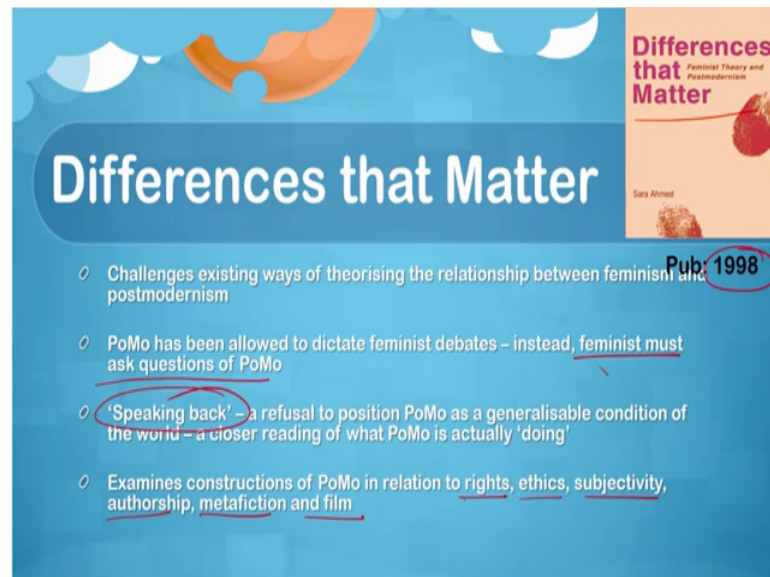 Differences
that Feminist Theory and
Postmodernism
Matter
Sara Ahmed
Differences that Matter
Pub: 1998
Challenges existing ways of theorising the relationship between feminism and
postmodernism
PoMo has been allowed to dictate feminist debates – instead, feminist must
ask questions of PoMo
‘Speaking back’ – a refusal to position PoMo as a generalisable condition of
the world – a closer reading of what PoMo is actually ‘doing’
Examines constructions of PoMo in relation to rights, ethics, subjectivity,
authorship, metafiction and film